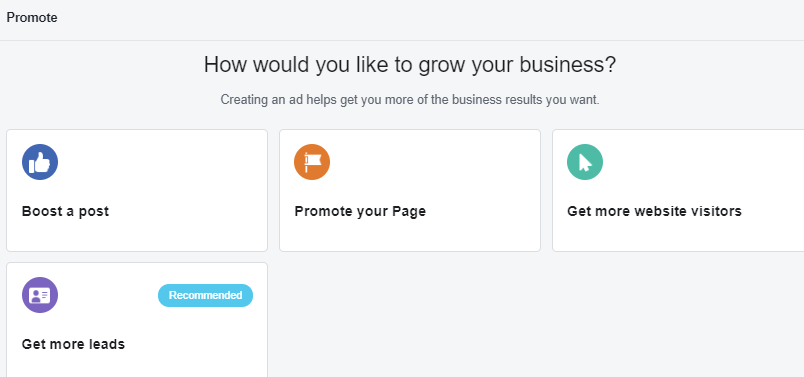 Promote
How would you like to grow your business?
Creating an ad helps get you more of the business results you want.
Boost a post
Promote your Page
Get more website visitors
Recommended
Get more leads